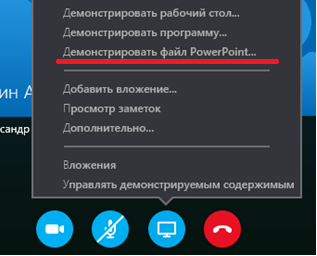 Демонстрировать рабочий стол...
Демонстрировать программу...
Демонстрировать файл PowerPoint...
ин А
сандр
Добавить вложение...
Просмотр заметок
Дополнительно...
Вложения
Управлять демонстрируемым содержимым